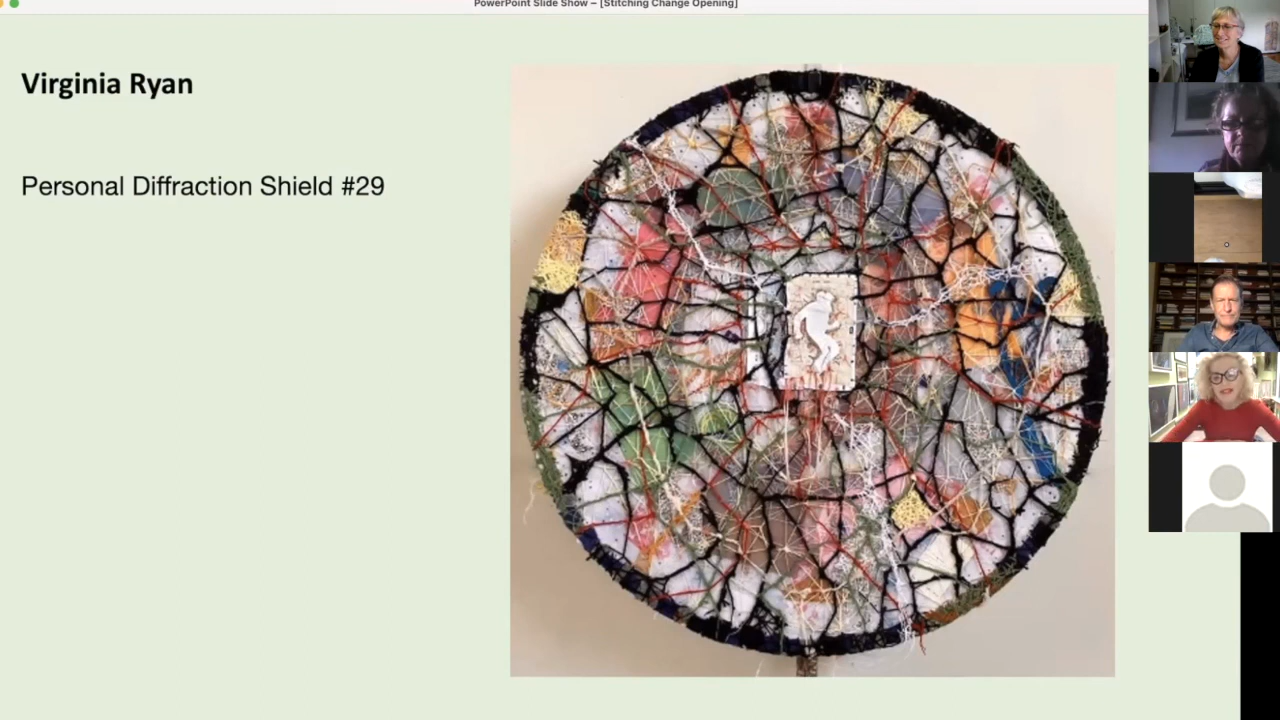 PowerPoint Slide Show – [Stitching Change Opening]
Virginia Ryan
Personal Diffraction Shield #29